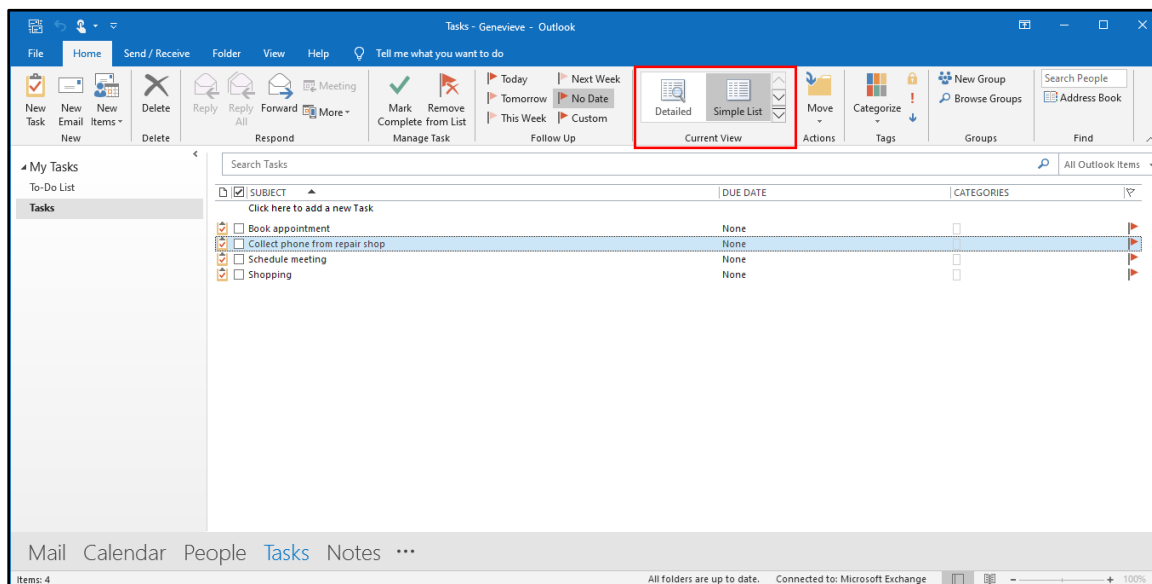 Tasks - Genevieve - Outlook
File Home Send / Receive Folder View Help Tell me what you want to do
New Task
New Email
New Items
New
Delete
Delete
Reply
Reply All
Forward
Meeting
More
Respond
Mark Complete
Remove from List
Manage Task
Today
Tomorrow
This Week
Next Week
No Date
Custom
Follow Up
Detailed
Simple List
Current View
Move
Actions
Categorize
Tags
New Group
Browse Groups
Groups
Search People
Address Book
Find
My Tasks
To-Do List
Tasks
Search Tasks All Outlook Items
SUBJECT DUE DATE CATEGORIES
Click here to add a new Task
Book appointment None
Collect phone from repair shop None
Schedule meeting None
Shopping None
Mail Calendar People Tasks Notes •••
Items: 4 All folders are up to date. Connected to: Microsoft Exchange 100%